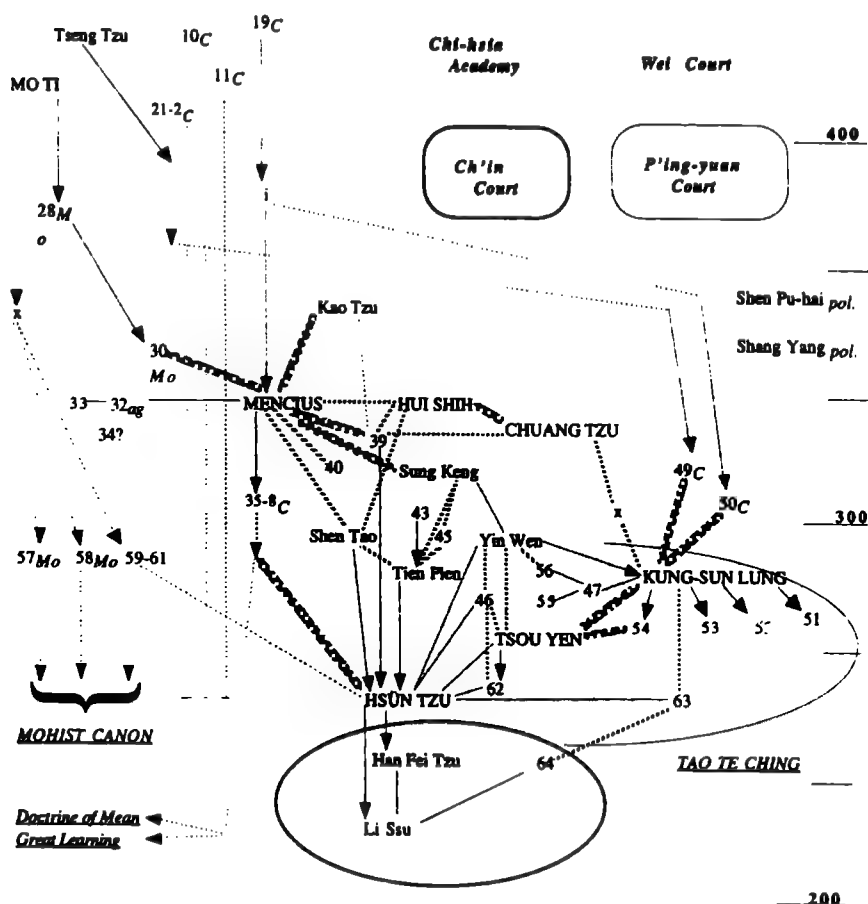 Tseng Tzu
10C
19C
Chi-hsia Academy
Wei Court
MO TI
11C
21-2C
400
Ch'in Court
P'ing-yuan Court
28Mo
i
Shen Pu-hai pol.
Kao Tzu
x
Shang Yang pol.
30 Mo
33
32ag
MENCIUS
HUI SHIH
34?
CHUANG TZU
39
40
Sung Keng
49C
35-8C
50C
x
43
300
Shen Tao
45
Yin Wen
57Mo
58Mo
59-61
56
Tien Pien
47
KUNG-SUN LUNG
55
46
54
53
51
TSOU YEN
62
HSÜN TZU
63
MOHIST CANON
Han Fei Tzu
64
TAO TE CHING
Doctrine of Mean
Great Learning
Li Ssu
200